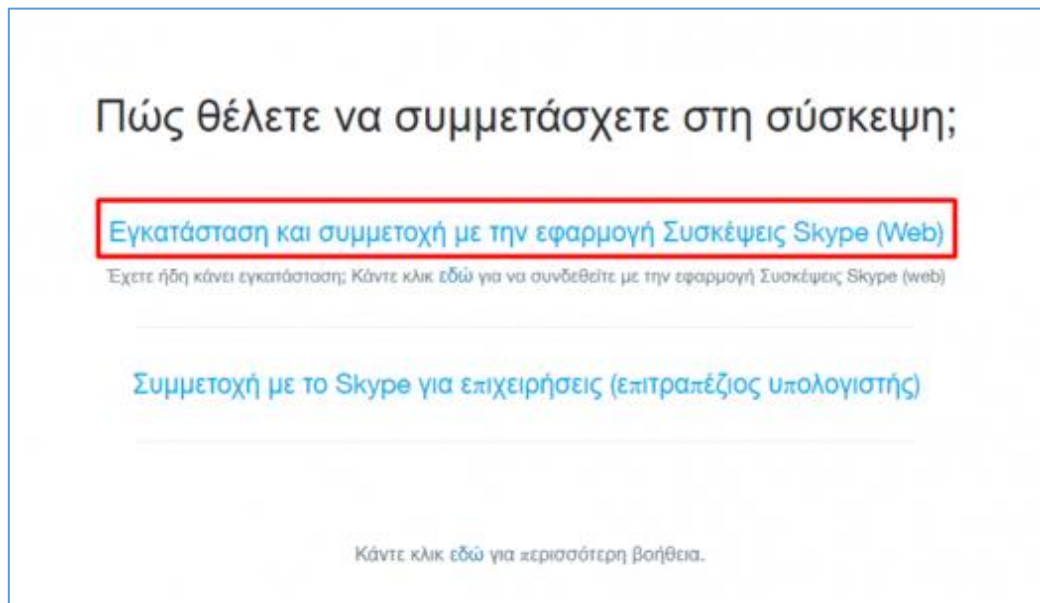 Πώς θέλετε να συμμετάσχετε στη σύσκεψη;
Εγκατάσταση και συμμετοχή με την εφαρμογή Συσκέψεις Skype (Web)
Έχετε ήδη κάνει εγκατάσταση; Κάντε κλικ εδώ για να συνδεθείτε με την εφαρμογή Συσκέψεις Skype (web)
Συμμετοχή με το Skype για επιχειρήσεις (επιτραπέζιος υπολογιστής)
Κάντε κλικ εδώ για περισσότερη βοήθεια.